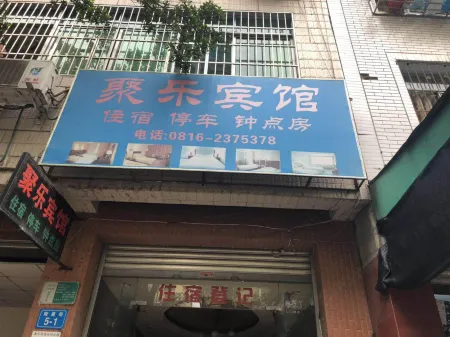 聚乐宾馆
住宿 停车 钟点房
电话:0816-2375378
聚乐宾馆
住宿 停车 钟点房
住宿登记
5-1